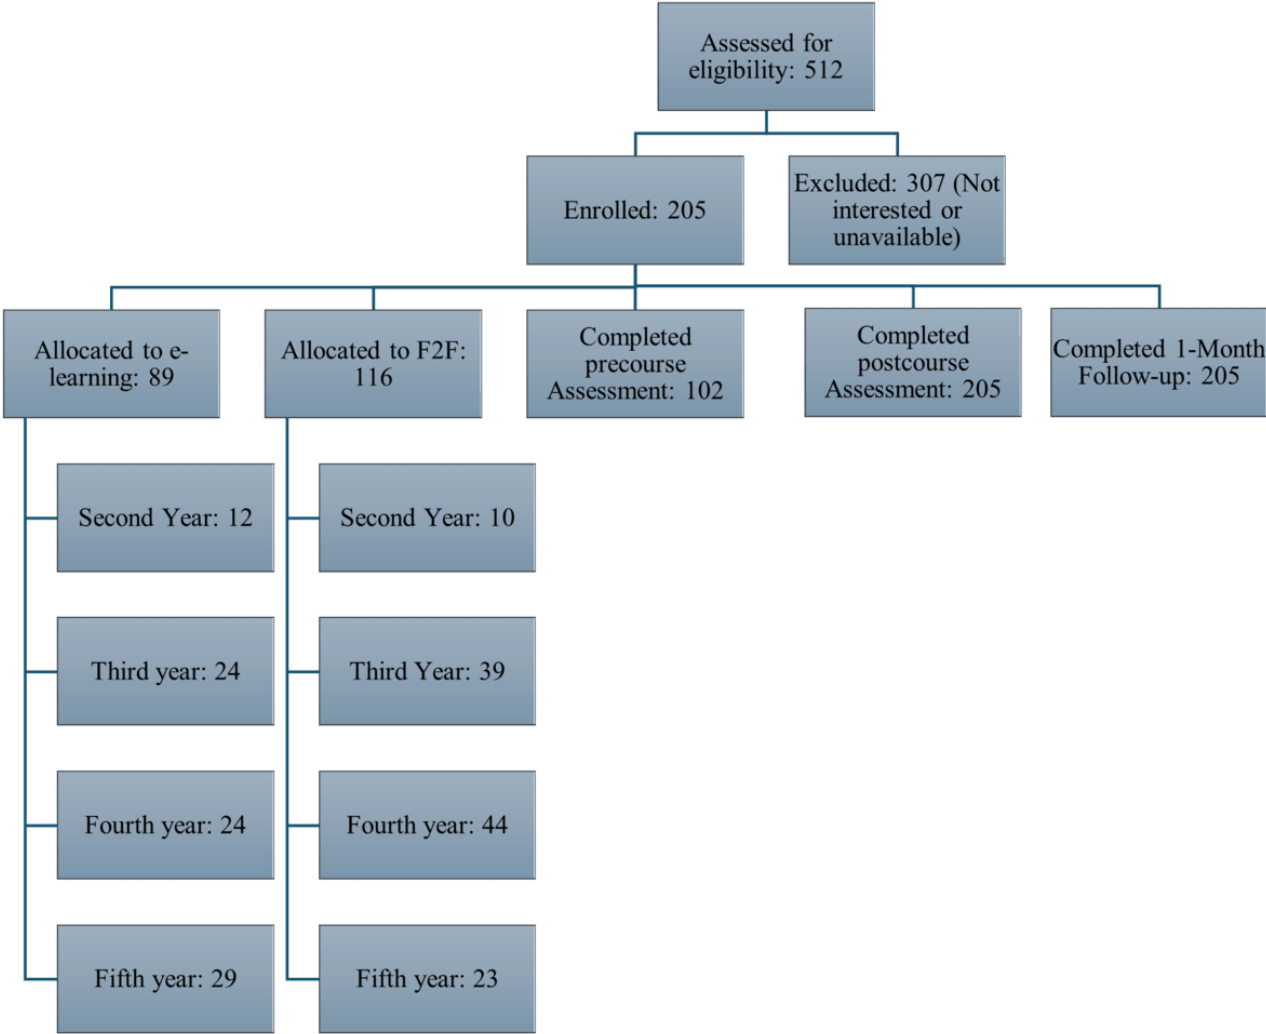 Assessed for
eligibility: 512
Enrolled: 205
Excluded: 307 (Not
interested or
unavailable)
Allocated to e-
learning: 89
Allocated to F2F:
116
Completed
precourse
Assessment: 102
Completed
postcourse
Assessment: 205
Completed 1-Month
Follow-up: 205
Second Year: 12
Third year: 24
Fourth year: 24
Fifth year: 29
Second Year: 10
Third Year: 39
Fourth year: 44
Fifth year: 23